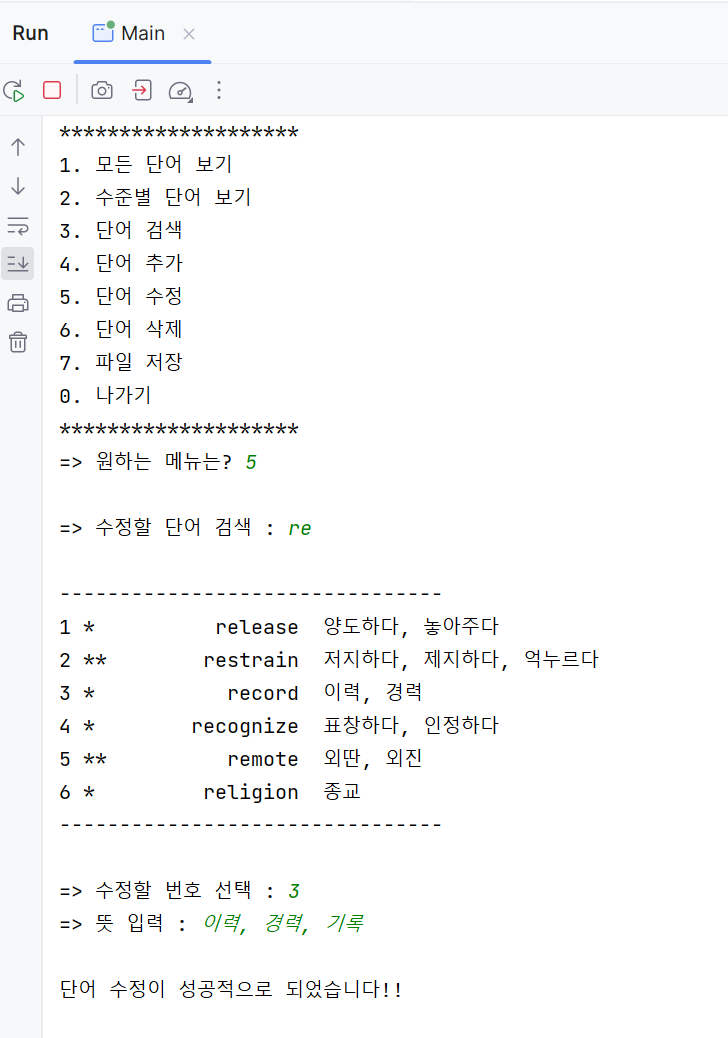 Run Main
********************
1. 모든 단어 보기
2. 수준별 단어 보기
3. 단어 검색
4. 단어 추가
5. 단어 수정
6. 단어 삭제
7. 파일 저장
0. 나가기
********************
=> 원하는 메뉴는? 5
=> 수정할 단어 검색 : re
--------------------------------
1 * release 양도하다, 놓아주다
2 ** restrain 저지하다, 제지하다, 억누르다
3 * record 이력, 경력
4 * recognize 표창하다, 인정하다
5 ** remote 외딴, 외진
6 * religion 종교
--------------------------------
=> 수정할 번호 선택 : 3
=> 뜻 입력 : 이력, 경력, 기록
단어 수정이 성공적으로 되었습니다!!